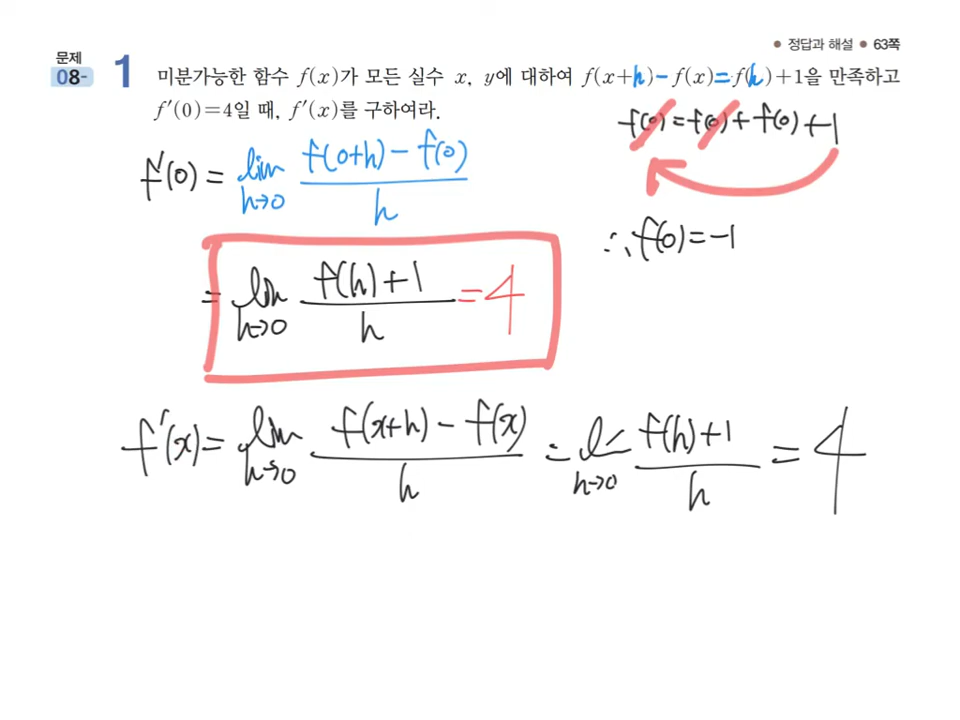 ● 정답과 해설 ● 63쪽
문제
08- 1 미분가능한 함수 f(x)가 모든 실수 x, y에 대하여 f(x+h)-f(x)=f(h)+1을 만족하고
f′(0)=4일 때, f′(x)를 구하여라.
f(0)=f(0)+f(0)+1
f′(0)= lim h→0 f(0+h)-f(0) / h
∴ f(0)=-1
= lim h→0 f(h)+1 / h =4
f′(x)= lim h→0 f(x+h)-f(x) / h = lim h→0 f(h)+1 / h = 4